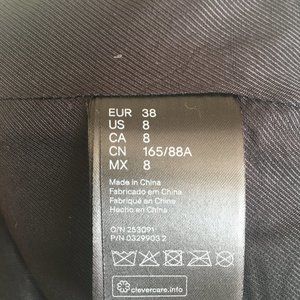 EUR 38
US 8
CA 8
CN 165/88A
MX 8
Made in China
Fabricado em China
Fabriqué en China
Hecho en China
O/N 253091
P/N 0329903 2
clevercare.info